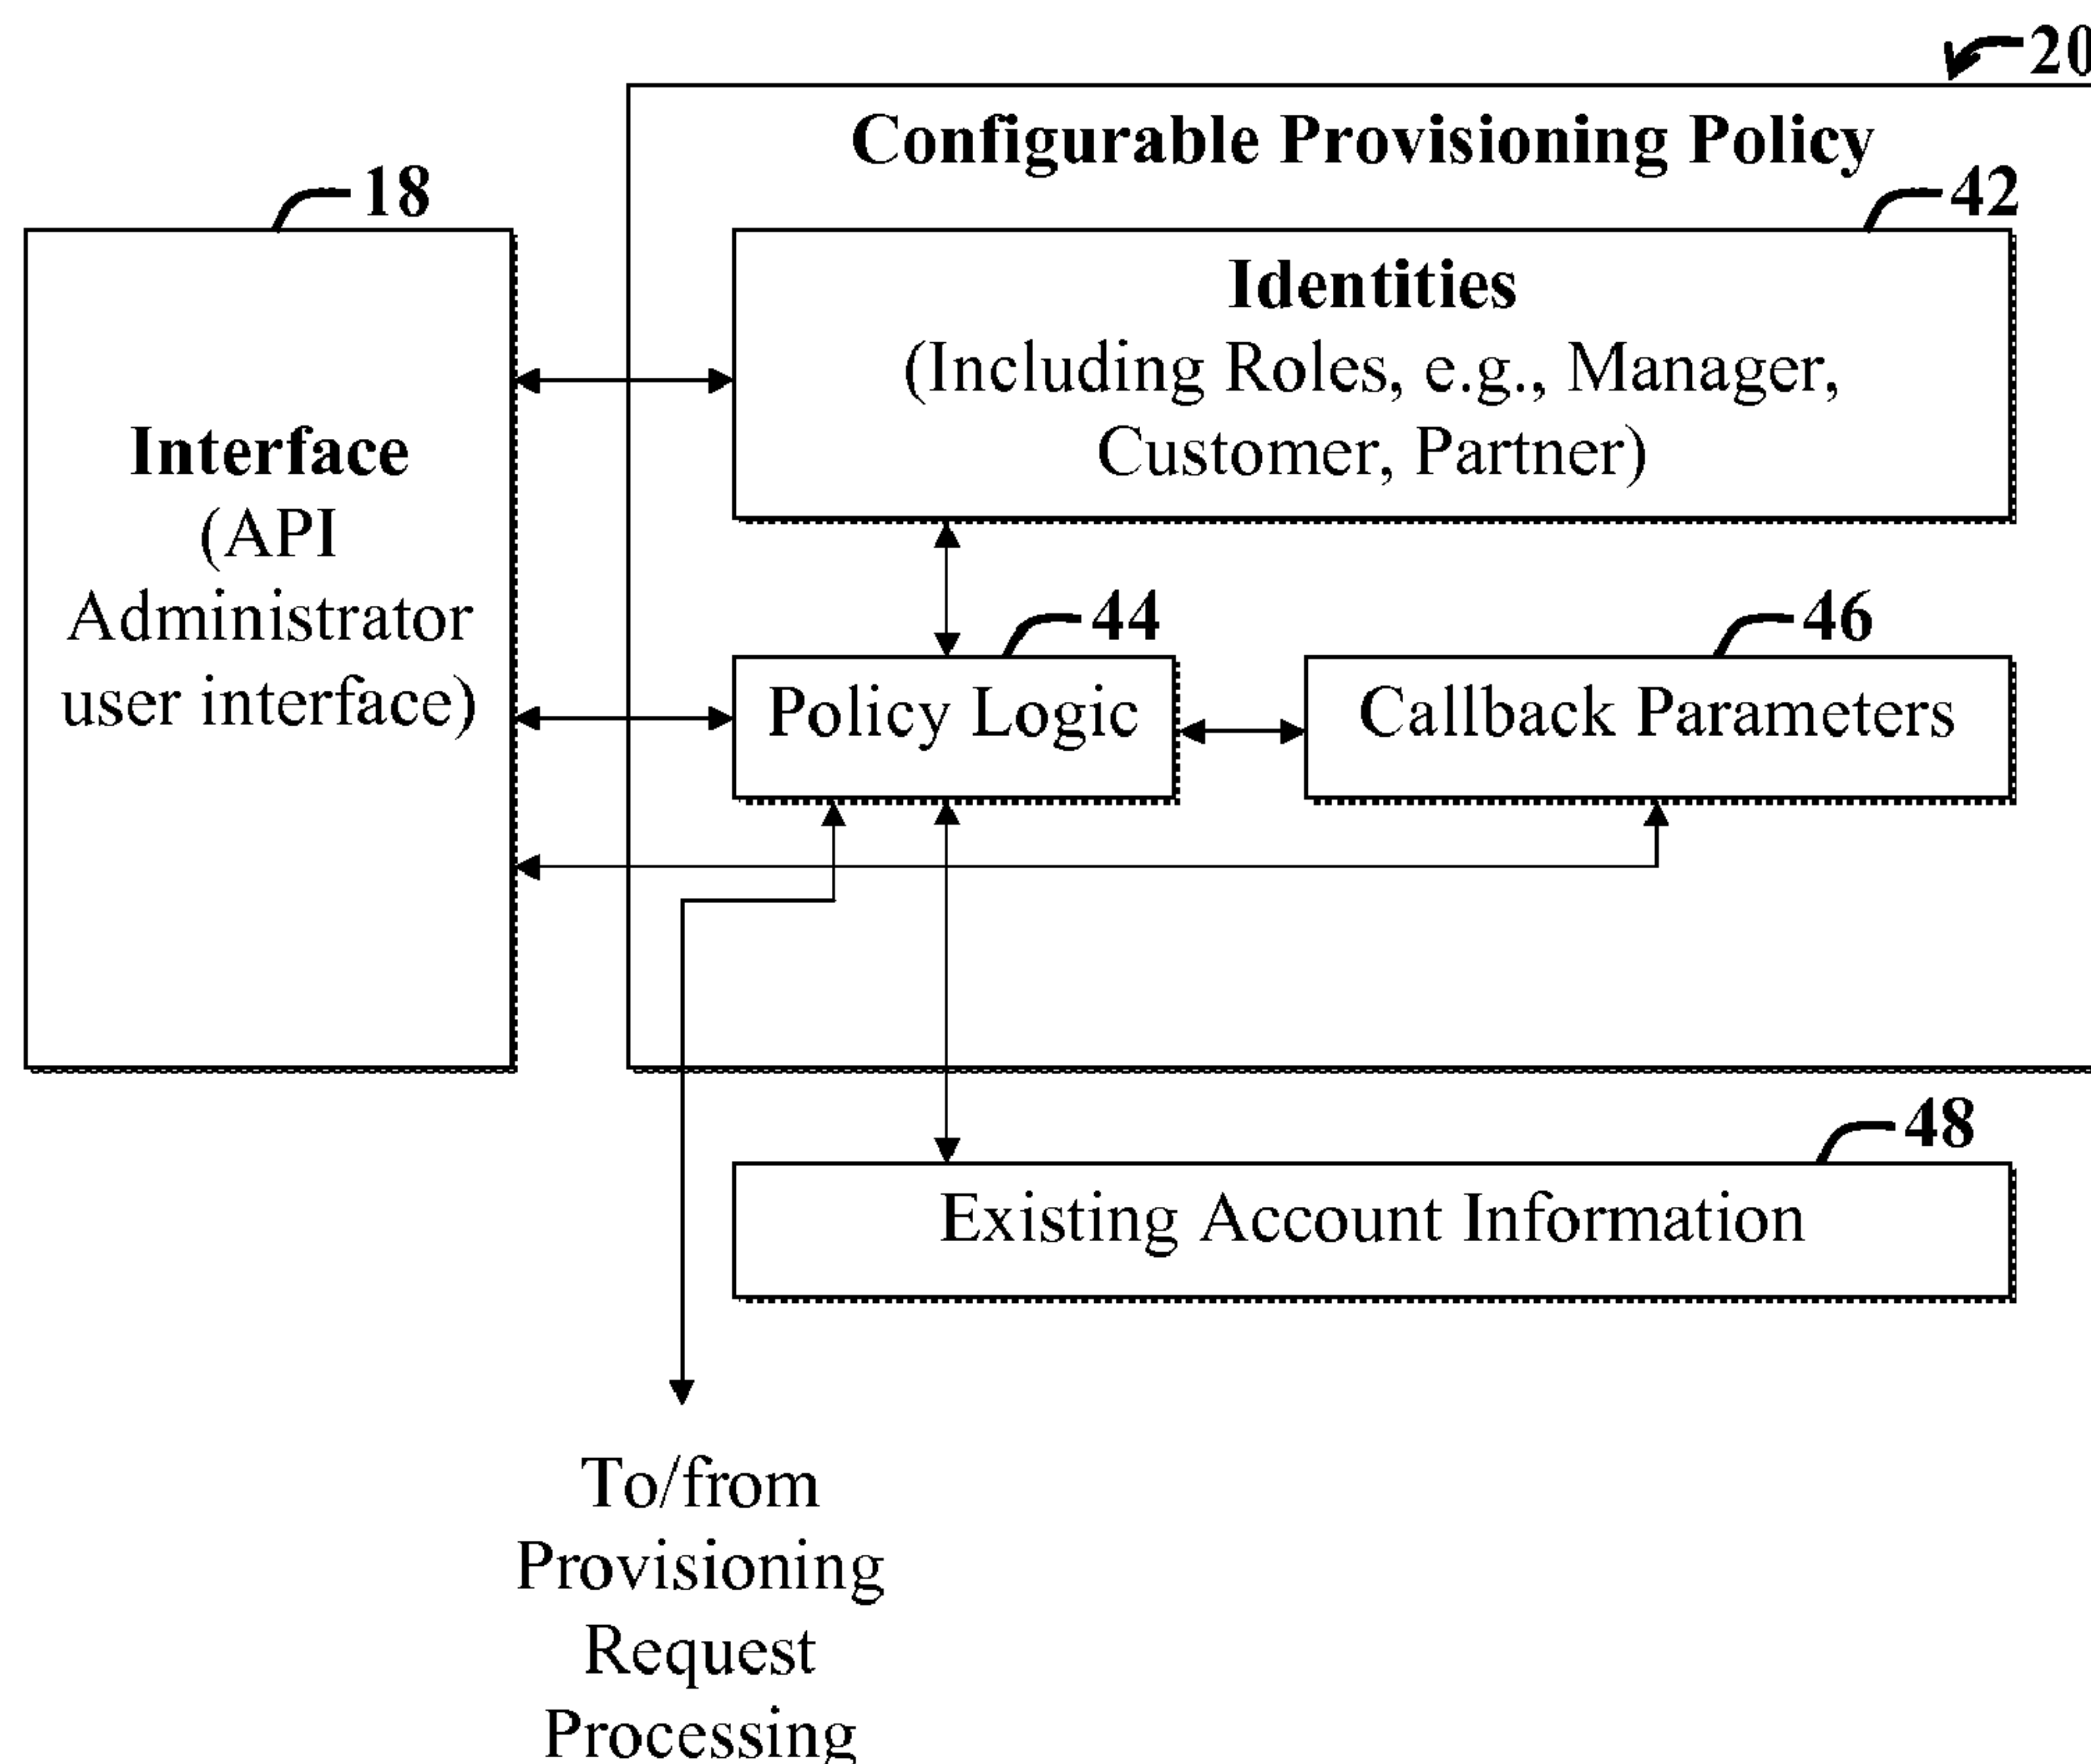 20
Configurable Provisioning Policy
18
42
Identities
(Including Roles, e.g., Manager,
Customer, Partner)
Interface
(API
Administrator
user interface)
44
46
Policy Logic
Callback Parameters
48
Existing Account Information
To/from
Provisioning
Request
Processing